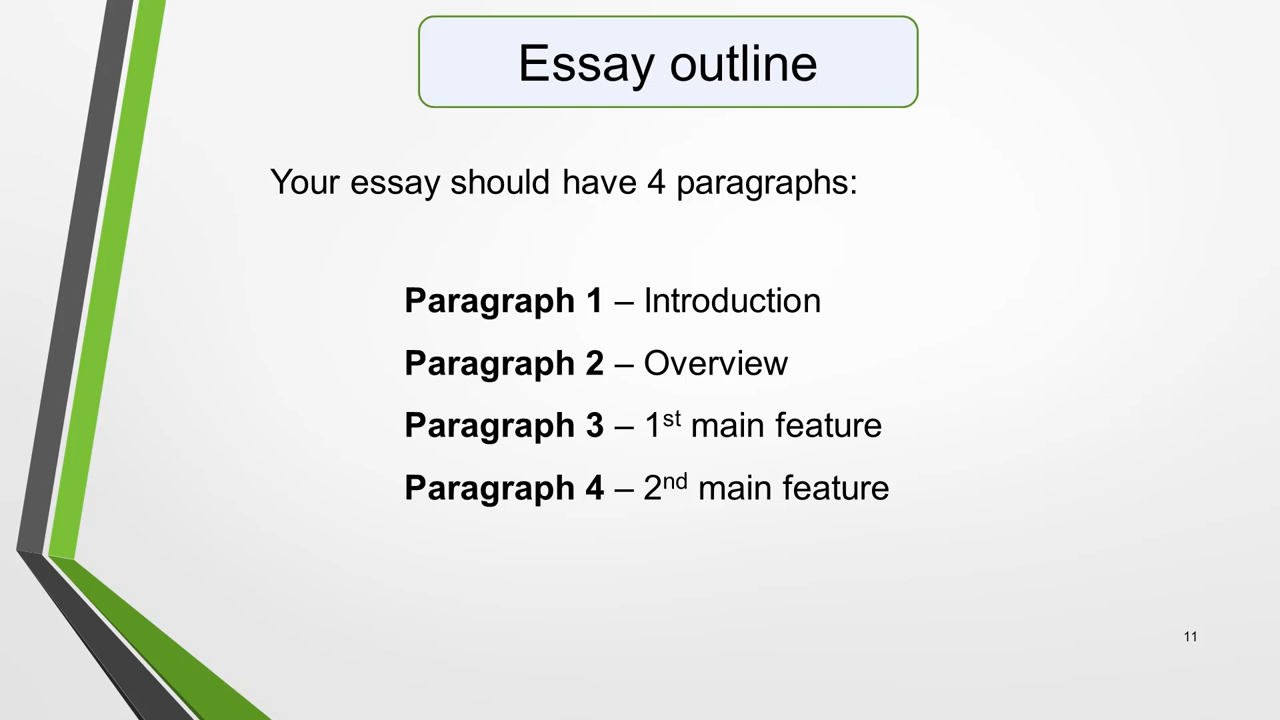 Essay outline
Your essay should have 4 paragraphs:
Paragraph 1 – Introduction
Paragraph 2 – Overview
Paragraph 3 – 1st main feature
Paragraph 4 – 2nd main feature
11